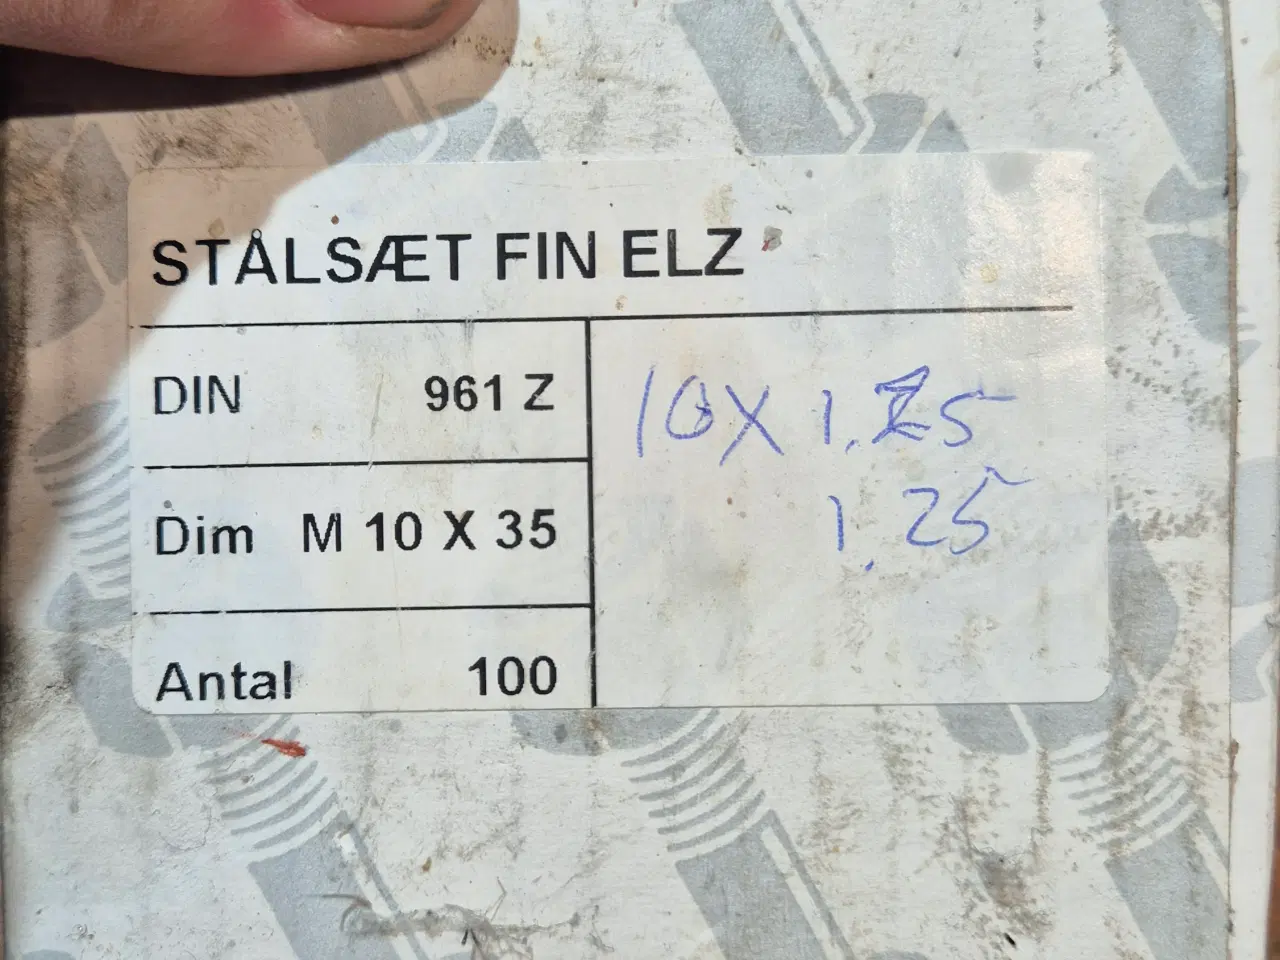 STÅLSÆT FIN ELZ
DIN 961 Z
Dim M 10 X 35
Antal 100
10X 1.25
1.25